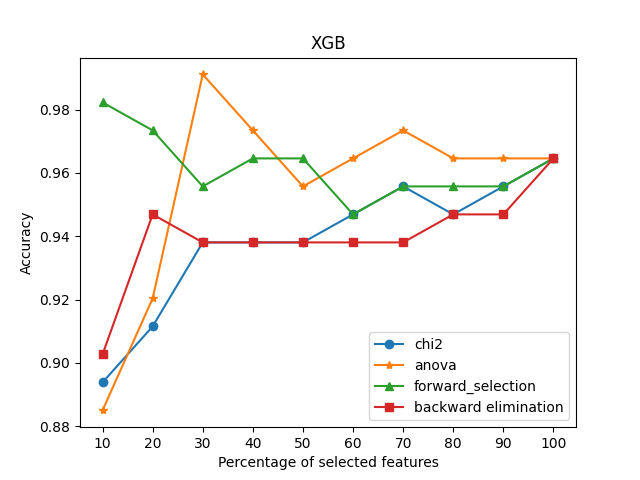 XGB
Accuracy
0.98
0.96
0.94
0.92
0.90
0.88
chi2
anova
forward_selection
backward elimination
10 20 30 40 50 60 70 80 90 100
Percentage of selected features